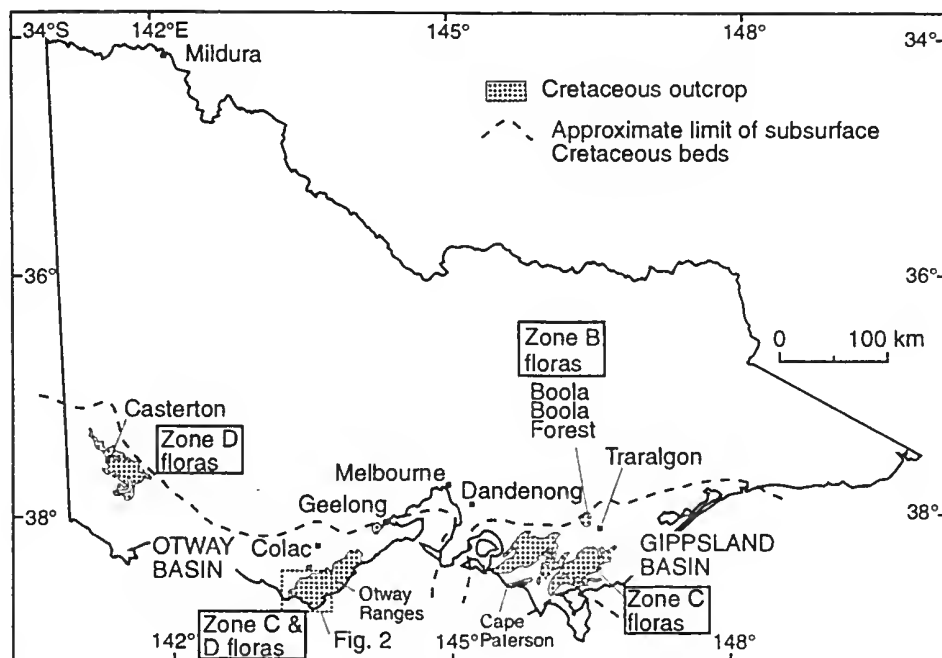 34°S
142°E
145°
148°
34°
Mildura
Cretaceous outcrop
Approximate limit of subsurface
Cretaceous beds
36°
36°
0 100 km
Zone B
floras
Boola
Boola
Forest
Casterton
Zone D
floras
Melbourne
Traralgon
Geelong
Dandenong
38°
38°
OTWAY
BASIN
Colac
GIPPSLAND
BASIN
Otway
Ranges
Cape
Paterson
Zone C
floras
Zone C &
D floras
Fig. 2
142°
145°
148°